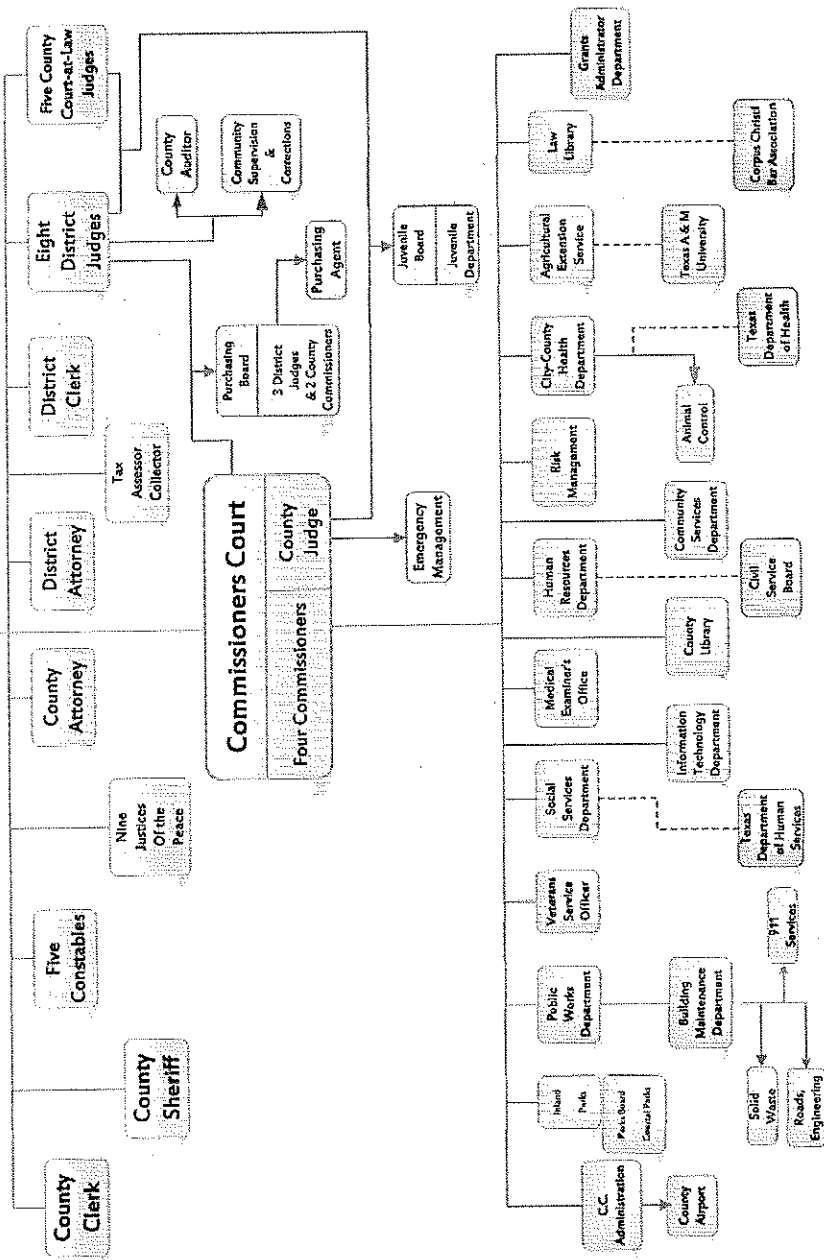 County
Clerk
County
Sheriff
Five
Constables
Nine
Justices
Of the
Peace
County
Attorney
District
Attorney
Tax
Assessor
Collector
District
Clerk
Eight
District
Judges
Five County
Court-at-Law
Judges
County
Auditor
Community
Supervision
&
Corrections
Purchasing
Board
3 District
Judges
& 2 County
Commissioners
Purchasing
Agent
Juvenile
Board
Juvenile
Department
Commissioners Court
Four Commissioners
County
Judge
Emergency
Management
C.C.
Administration
County
Airport
Inland
Parks
Parks Board
Coastal Parks
Public
Works
Department
Building
Maintenance
Department
Solid
Waste
Roads,
Engineering
911
Services
Veterans
Service
Officer
Social
Services
Department
Texas
Department
of Human
Services
Information
Technology
Department
Medical
Examiner's
Office
County
Library
Human
Resources
Department
Civil
Service
Board
Community
Services
Department
Risk
Management
City-County
Health
Department
Animal
Control
Texas
Department
of Health
Agricultural
Extension
Service
Texas A & M
University
Law
Library
Corpus Christi
Bar Association
Grants
Administrator
Department